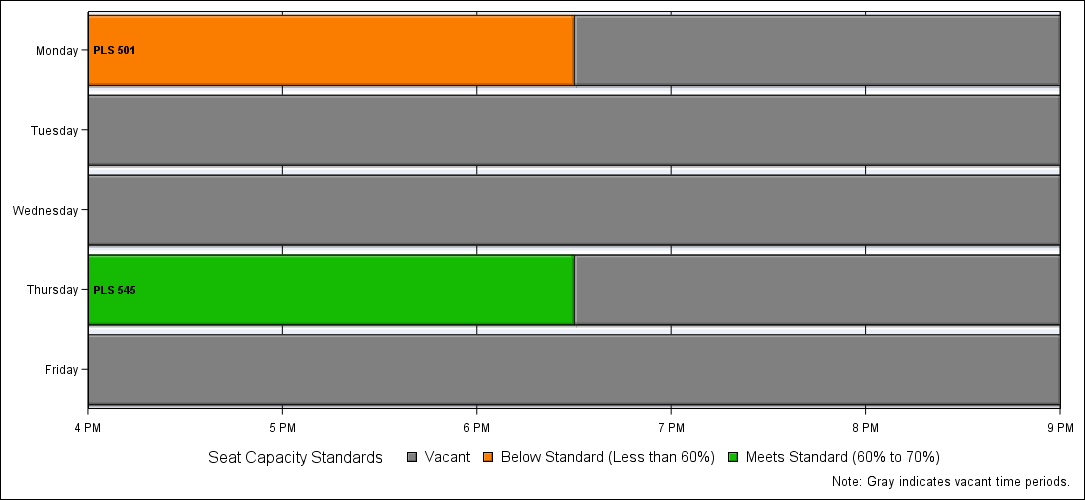 Monday
PLS 501
Tuesday
Wednesday
Thursday
PLS 545
Friday
4 PM 5 PM 6 PM 7 PM 8 PM 9 PM
Seat Capacity Standards Vacant Below Standard (Less than 60%) Meets Standard (60% to 70%)
Note: Gray indicates vacant time periods.